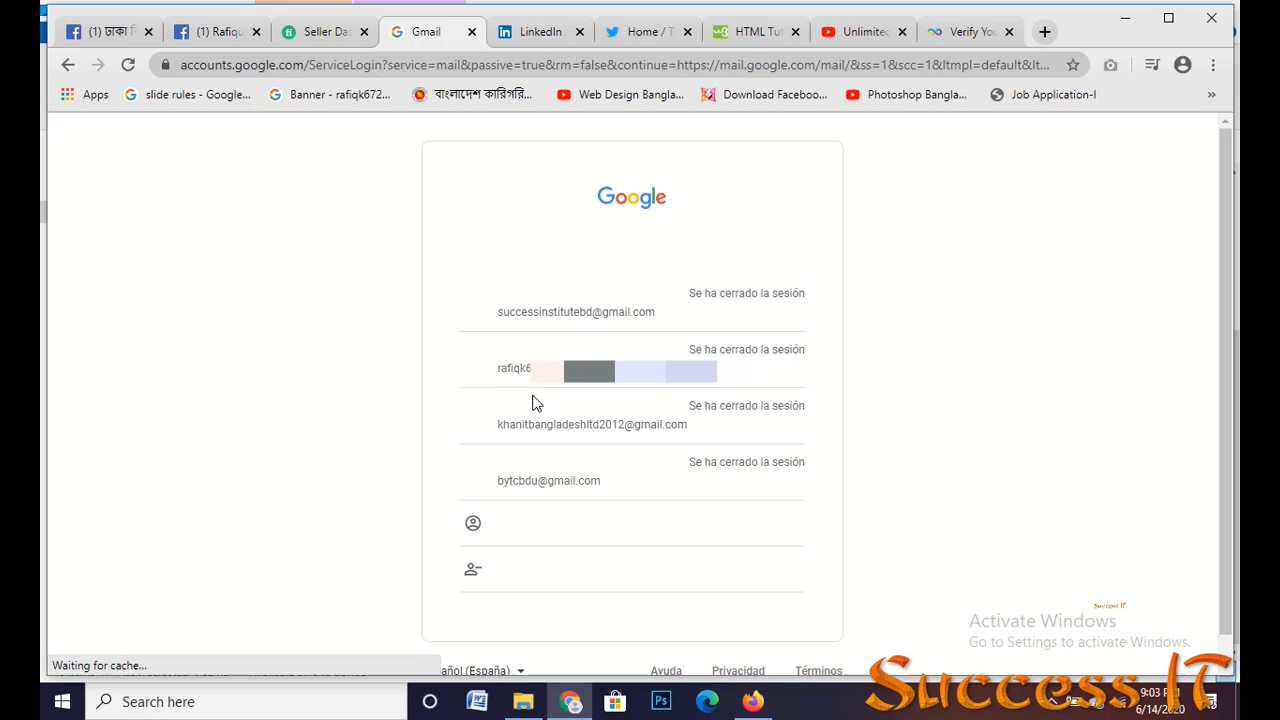 (1) ঢাকা
(1) Rafiqu
Seller Da
Gmail
LinkedIn
Home / T
HTML Tu
Unlimited
Verify Yo
accounts.google.com/ServiceLogin?service=mail&passive=true&rm=false&continue=https://mail.google.com/mail/&ss=1&scc=1&ltmpl=default&lt...
Apps
slide rules - Google...
Banner - rafiqk672...
বাংলাদেশ কারিগরি...
Web Design Bangla...
Download Faceboo...
Photoshop Bangla...
Job Application-I
»
Google
Se ha cerrado la sesión
successinstitutebd@gmail.com
Se ha cerrado la sesión
rafiqk6
Se ha cerrado la sesión
khanitbangladeshltd2012@gmail.com
Se ha cerrado la sesión
bytcbdu@gmail.com
Success IT
Activate Windows
Go to Settings to activate Windows.
Waiting for cache...
añol (España)
Ayuda
Privacidad
Términos
Search here
Success IT
9:03 PM
6/14/2020